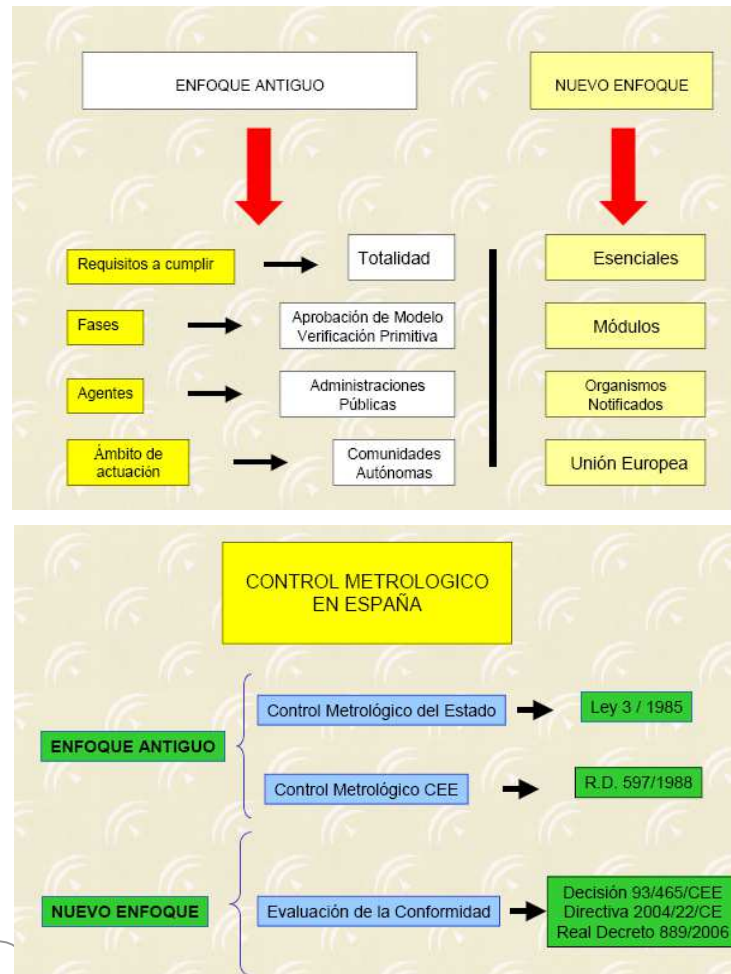 ENFOQUE ANTIGUO
NUEVO ENFOQUE
Requisitos a cumplir
Totalidad
Esenciales
Fases
Aprobación de Modelo
Verificación Primitiva
Módulos
Agentes
Administraciones
Públicas
Organismos
Notificados
Ámbito de
actuación
Comunidades
Autónomas
Unión Europea
CONTROL METROLOGICO
EN ESPAÑA
ENFOQUE ANTIGUO
Control Metrológico del Estado
Ley 3 / 1985
Control Metrológico CEE
R.D. 597/1988
NUEVO ENFOQUE
Evaluación de la Conformidad
Decisión 93/465/CEE
Directiva 2004/22/CE
Real Decreto 889/2006